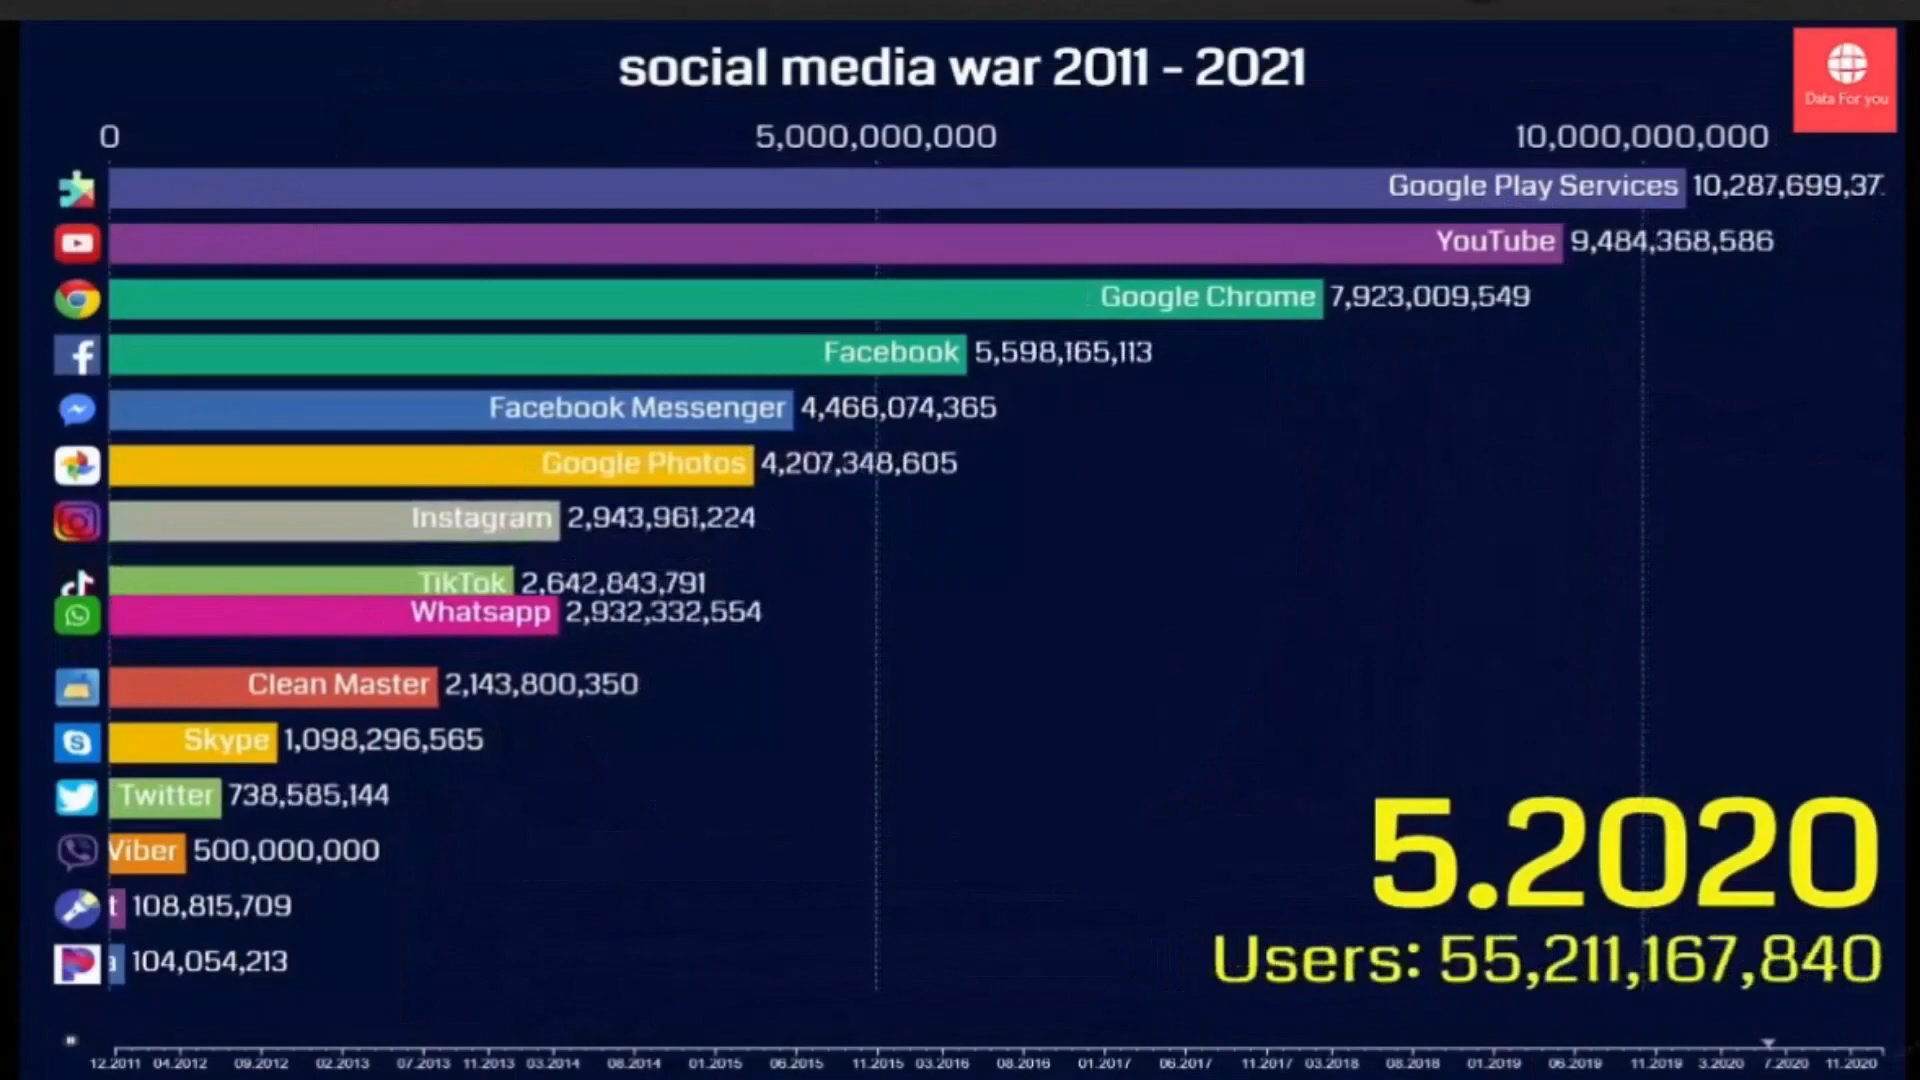 social media war 2011 - 2021
Data For you
0 5,000,000,000 10,000,000,000
Google Play Services 10,287,699,37
YouTube 9,484,368,586
Google Chrome 7,923,009,549
Facebook 5,598,165,113
Facebook Messenger 4,466,074,365
Google Photos 4,207,348,605
Instagram 2,943,961,224
TikTok 2,642,843,791
Whatsapp 2,932,332,554
Clean Master 2,143,800,350
Skype 1,098,296,565
Twitter 738,585,144
Viber 500,000,000
t 108,815,709
a 104,054,213
5.2020
Users: 55,211,167,840
12.2011 04.2012 09.2012 02.2013 07.2013 11.2013 03.2014 08.2014 01.2015 06.2015 11.2015 03.2016 08.2016 01.2017 06.2017 11.2017 03.2018 08.2018 01.2019 06.2019 11.2019 3.2020 7.2020 11.2020